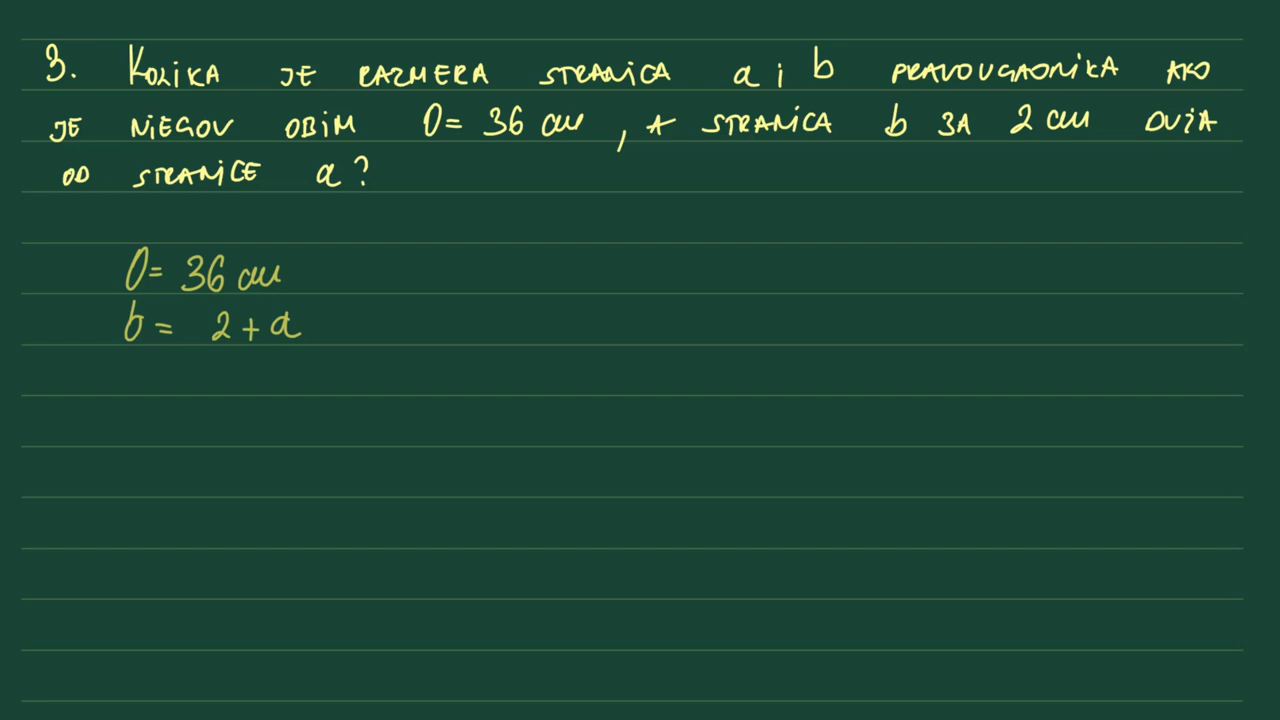 3. KOLIKA JE RAZMERA STRANICA a i b PRAVOUGAONIKA AKO
JE NJEGOV OBIM O= 36 cm, A STRANICA b ZA 2 cm DUŽA
OD STRANICE a?
O= 36 cm
b = 2 + a